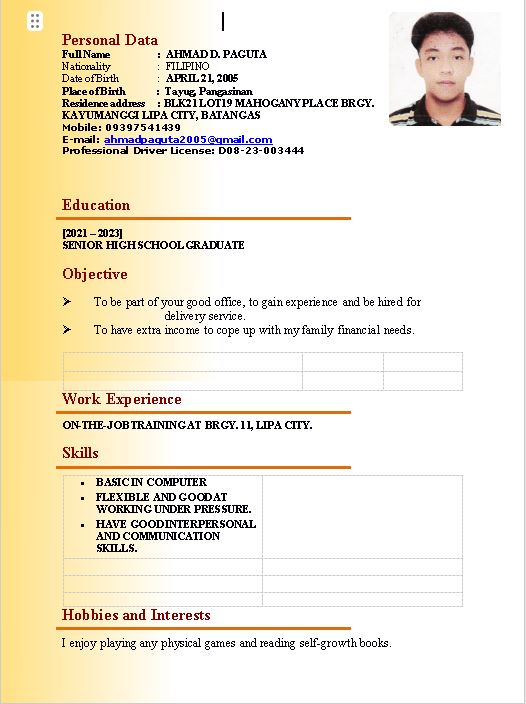 Personal Data
Full Name : AHMAD D. PAGUTA
Nationality : FILIPINO
Date of Birth : APRIL 21, 2005
Place of Birth : Tayug, Pangasinan
Residence address : BLK21 LOT19 MAHOGANY PLACE BRGY.
KAYUMANGGI LIPA CITY, BATANGAS
Mobile: 09397541439
E-mail: ahmadpaguta2005@gmail.com
Professional Driver License: D08-23-003444
Education
[2021 – 2023]
SENIOR HIGH SCHOOL GRADUATE
Objective
➢ To be part of your good office, to gain experience and be hired for
delivery service.
➢ To have extra income to cope up with my family financial needs.
Work Experience
ON-THE-JOB TRAINING AT BRGY. 11, LIPA CITY.
Skills
• BASIC IN COMPUTER
• FLEXIBLE AND GOOD AT
WORKING UNDER PRESSURE.
• HAVE GOOD INTERPERSONAL
AND COMMUNICATION
SKILLS.
Hobbies and Interests
I enjoy playing any physical games and reading self-growth books.